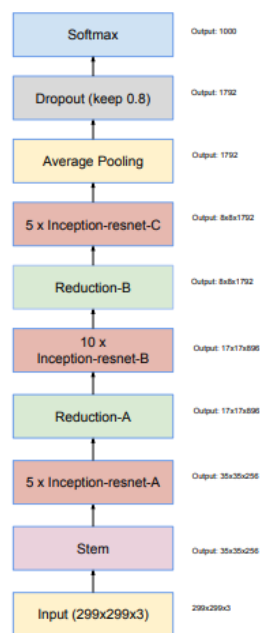 Softmax
Output: 1000
Dropout (keep 0.8)
Output: 1792
Average Pooling
Output: 1792
5 x Inception-resnet-C
Output: 8x8x1792
Reduction-B
Output: 8x8x1792
10 x
Inception-resnet-B
Output: 17x17x896
Reduction-A
Output: 17x17x896
5 x Inception-resnet-A
Output: 35x35x256
Stem
Output: 35x35x256
Input (299x299x3)
299x299x3